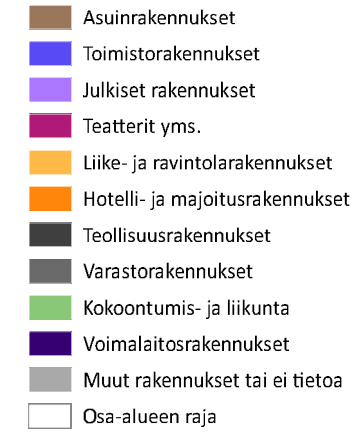 Asuinrakennukset
Toimistorakennukset
Julkiset rakennukset
Teatterit yms.
Liike- ja ravintolarakennukset
Hotelli- ja majoitusrakennukset
Teollisuusrakennukset
Varastorakennukset
Kokoontumis- ja liikunta
Voimalaitosrakennukset
Muut rakennukset tai ei tietoa
Osa-alueen raja